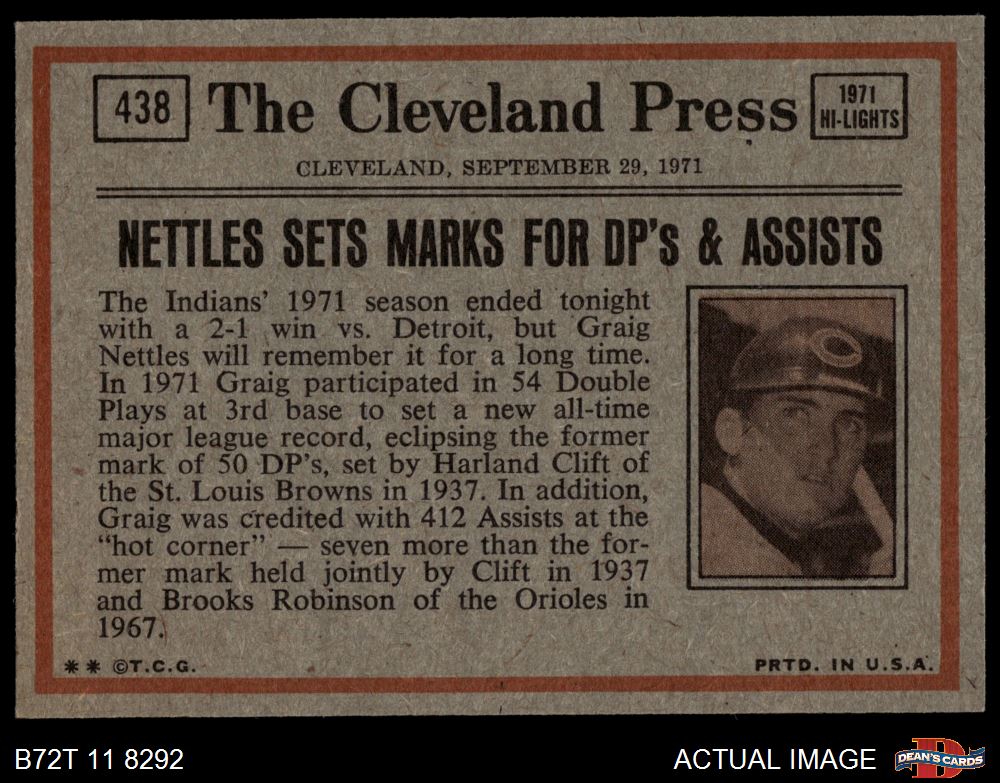 438
The Cleveland Press
1971
HI-LIGHTS
CLEVELAND, SEPTEMBER 29, 1971
NETTLES SETS MARKS FOR DP's & ASSISTS
The Indians' 1971 season ended tonight
with a 2-1 win vs. Detroit, but Graig
Nettles will remember it for a long time.
In 1971 Graig participated in 54 Double
Plays at 3rd base to set a new all-time
major league record, eclipsing the former
mark of 50 DP's, set by Harland Clift of
the St. Louis Browns in 1937. In addition,
Graig was credited with 412 Assists at the
“hot corner” — seven more than the for-
mer mark held jointly by Clift in 1937
and Brooks Robinson of the Orioles in
1967.
** ©T.C.G.
PRTD. IN U.S.A.
B72T 11 8292
ACTUAL IMAGE
D
DEAN'S CARDS